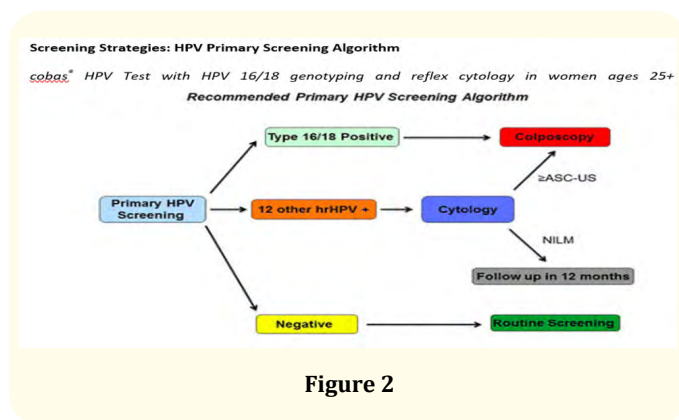 Screening Strategies: HPV Primary Screening Algorithm
cobas® HPV Test with HPV 16/18 genotyping and reflex cytology in women ages 25+
Recommended Primary HPV Screening Algorithm
Type 16/18 Positive
Colposcopy
≥ASC-US
Primary HPV
Screening
12 other hrHPV +
Cytology
NILM
Follow up in 12 months
Negative
Routine Screening
Figure 2